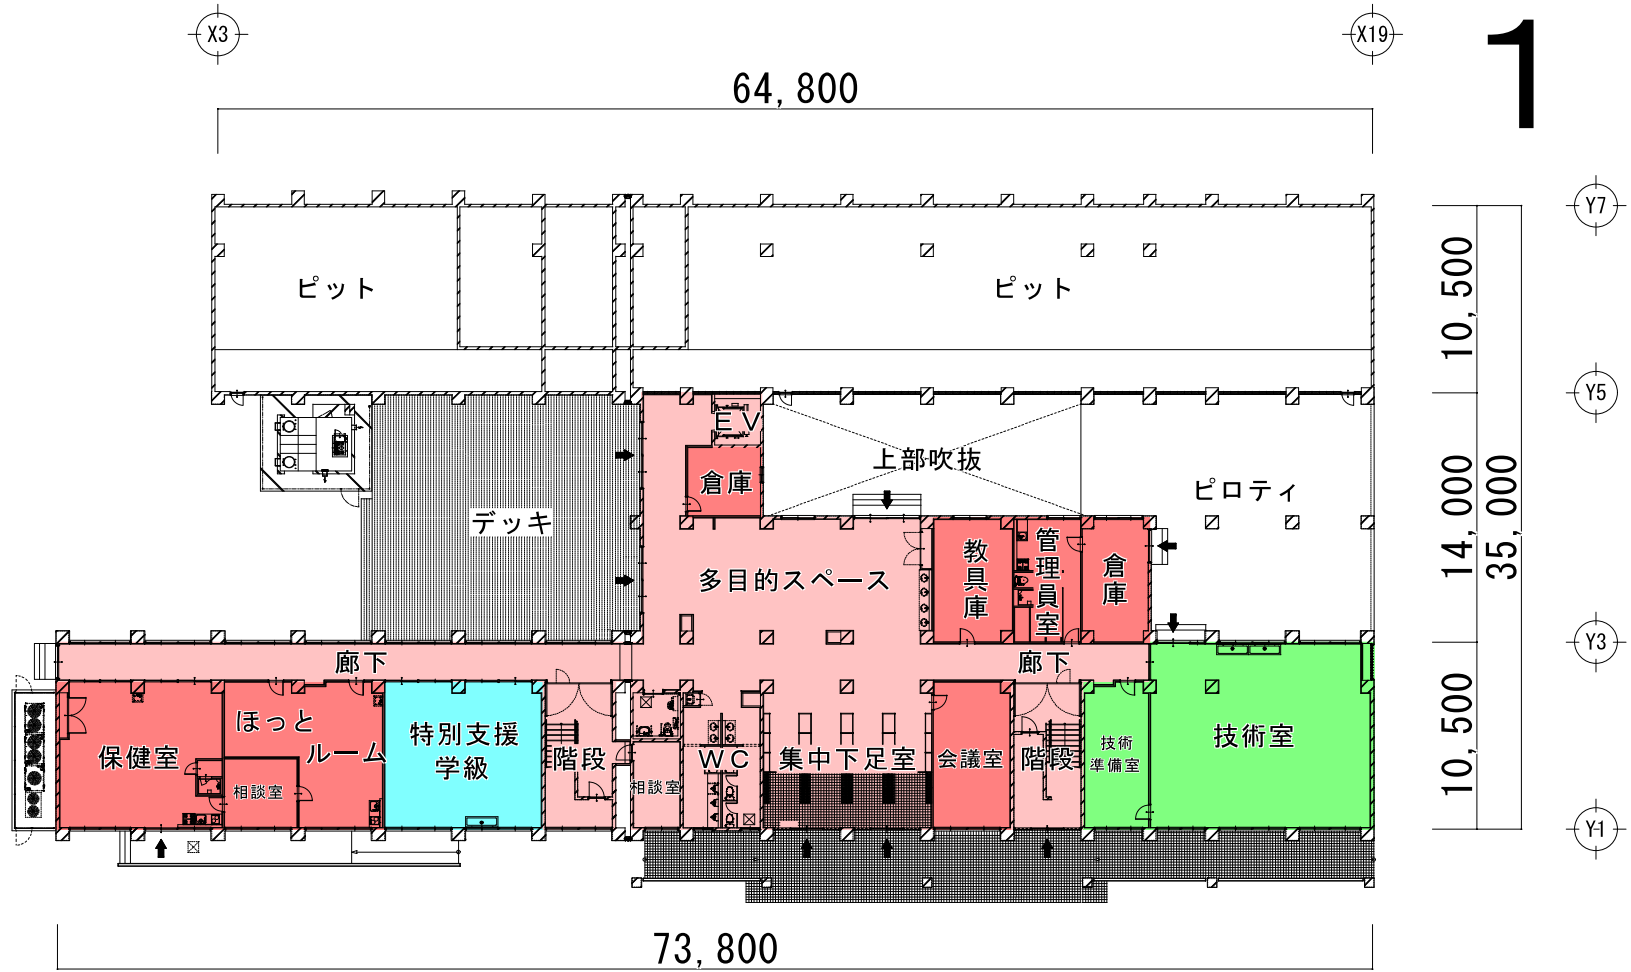 X3
X19
1
64,800
Y7
ピット
ピット
10,500
Y5
EV
上部吹抜
倉庫
ピロティ
14,000
35,000
デッキ
教具庫
管理員室
倉庫
多目的スペース
Y3
廊下
廊下
保健室
ほっと
ルーム
相談室
特別支援
学級
階段
相談室
WC
集中下足室
会議室
階段
技術
準備室
技術室
10,500
Y1
73,800